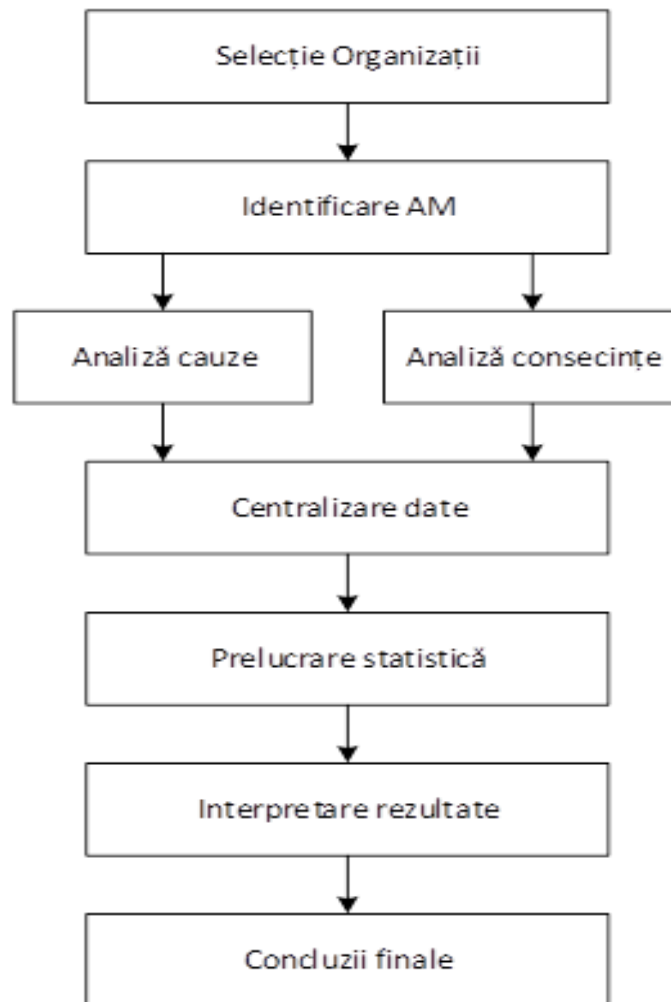 Selecție Organizații
Identificare AM
Analiză cauze
Analiză consecințe
Centralizare date
Prelucrare statistică
Interpretare rezultate
Concluzii finale